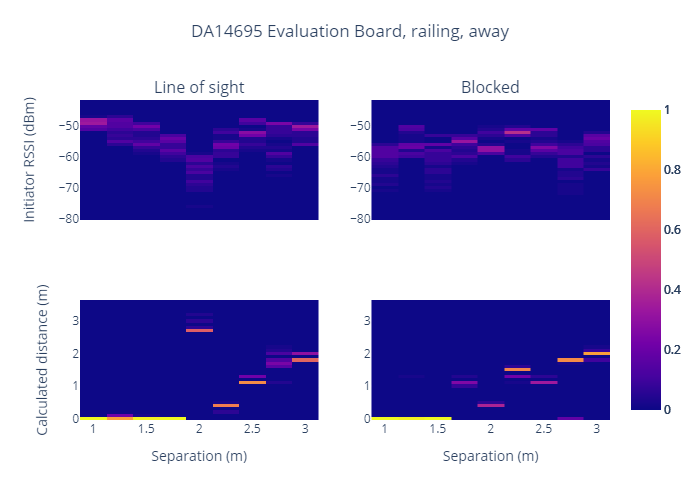 DA14695 Evaluation Board, railing, away
Line of sight
Blocked
Initiator RSSI (dBm)
−50
−60
−70
−80
−50
−60
−70
−80
1
0.8
0.6
0.4
0.2
0
Calculated distance (m)
3
2
1
0
3
2
1
0
1 1.5 2 2.5 3
1 1.5 2 2.5 3
Separation (m)
Separation (m)